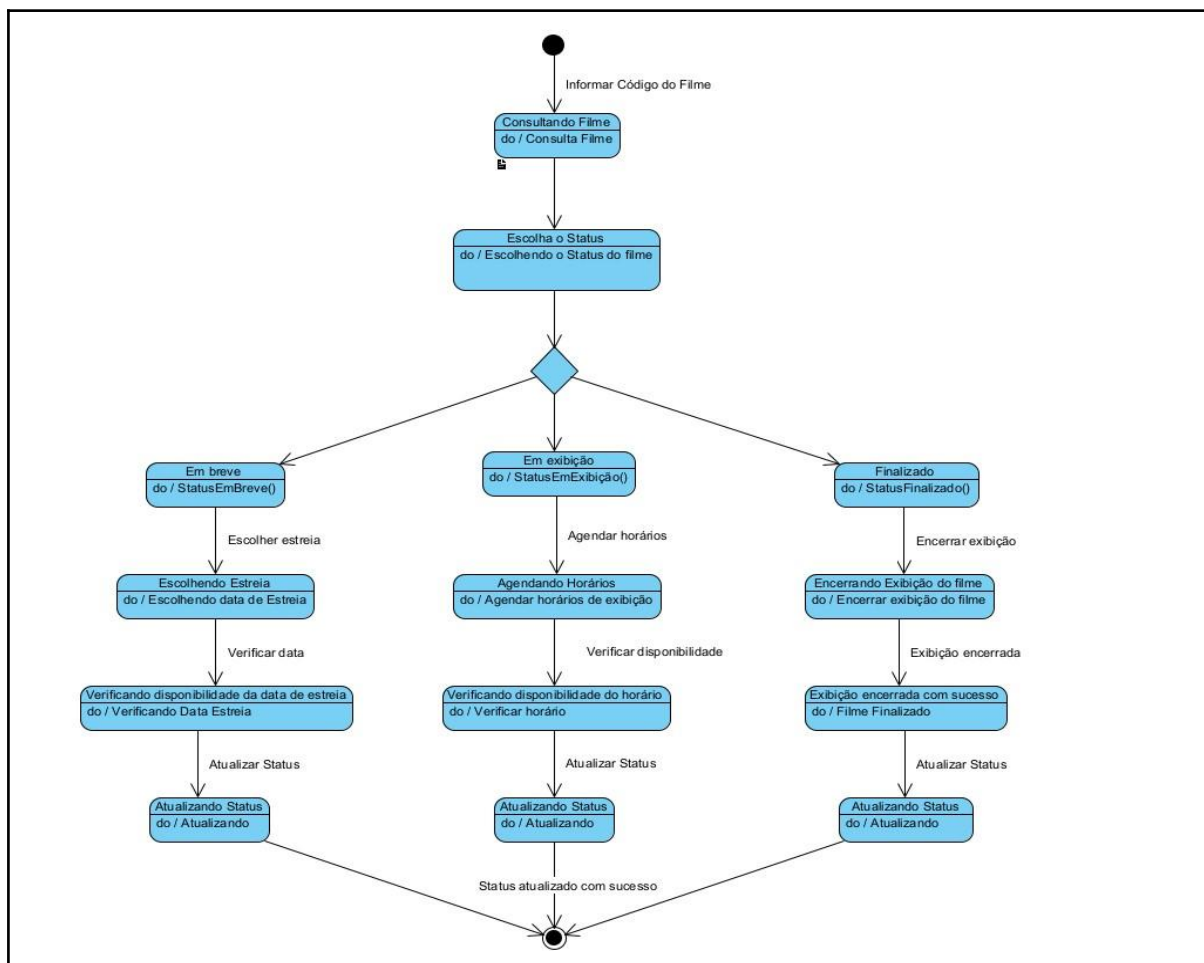 Informar Código do Filme
Consultando Filme
do / Consulta Filme
Escolha o Status
do / Escolhendo o Status do filme
Em breve
do / StatusEmBreve()
Em exibição
do / StatusEmExibição()
Finalizado
do / StatusFinalizado()
Escolher estreia
Agendar horários
Encerrar exibição
Escolhendo Estreia
do / Escolhendo data de Estreia
Agendando Horários
do / Agendar horários de exibição
Encerrando Exibição do filme
do / Encerrar exibição do filme
Verificar data
Verificar disponibilidade
Exibição encerrada
Verificando disponibilidade da data de estreia
do / Verificando Data Estreia
Verificando disponibilidade do horário
do / Verificar horário
Exibição encerrada com sucesso
do / Filme Finalizado
Atualizar Status
Atualizar Status
Atualizar Status
Atualizando Status
do / Atualizando
Atualizando Status
do / Atualizando
Atualizando Status
do / Atualizando
Status atualizado com sucesso